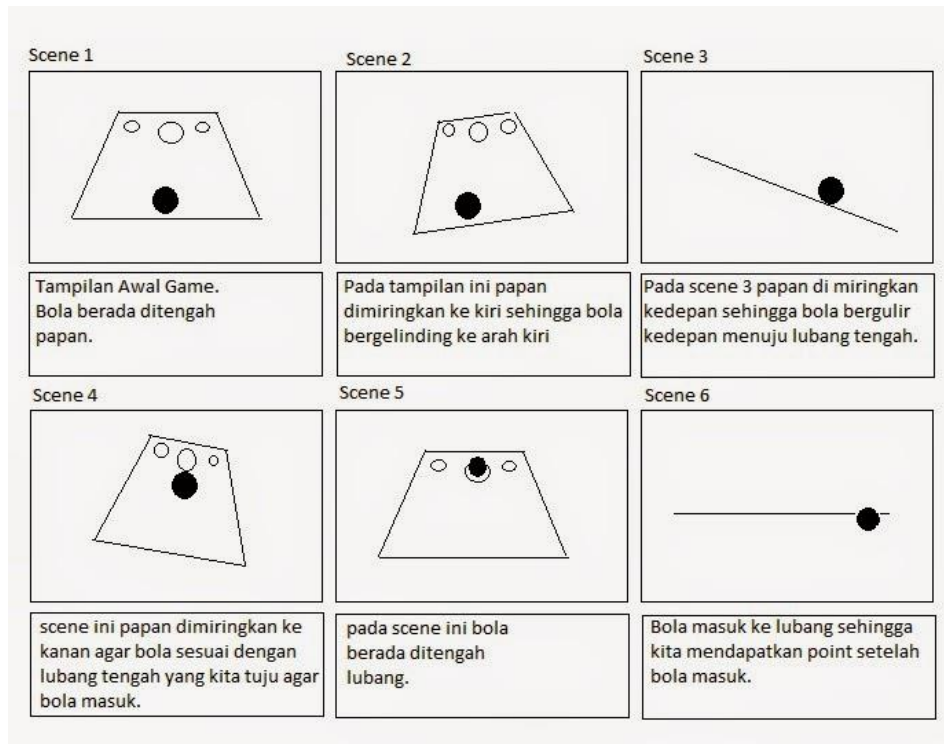 Scene 1
Tampilan Awal Game.
Bola berada ditengah
papan.
Scene 2
Pada tampilan ini papan
dimiringkan ke kiri sehingga bola
bergelinding ke arah kiri
Scene 3
Pada scene 3 papan di miringkan
kedepan sehingga bola bergulir
kedepan menuju lubang tengah.
Scene 4
scene ini papan dimiringkan ke
kanan agar bola sesuai dengan
lubang tengah yang kita tuju agar
bola masuk.
Scene 5
pada scene ini bola
berada ditengah
lubang.
Scene 6
Bola masuk ke lubang sehingga
kita mendapatkan point setelah
bola masuk.